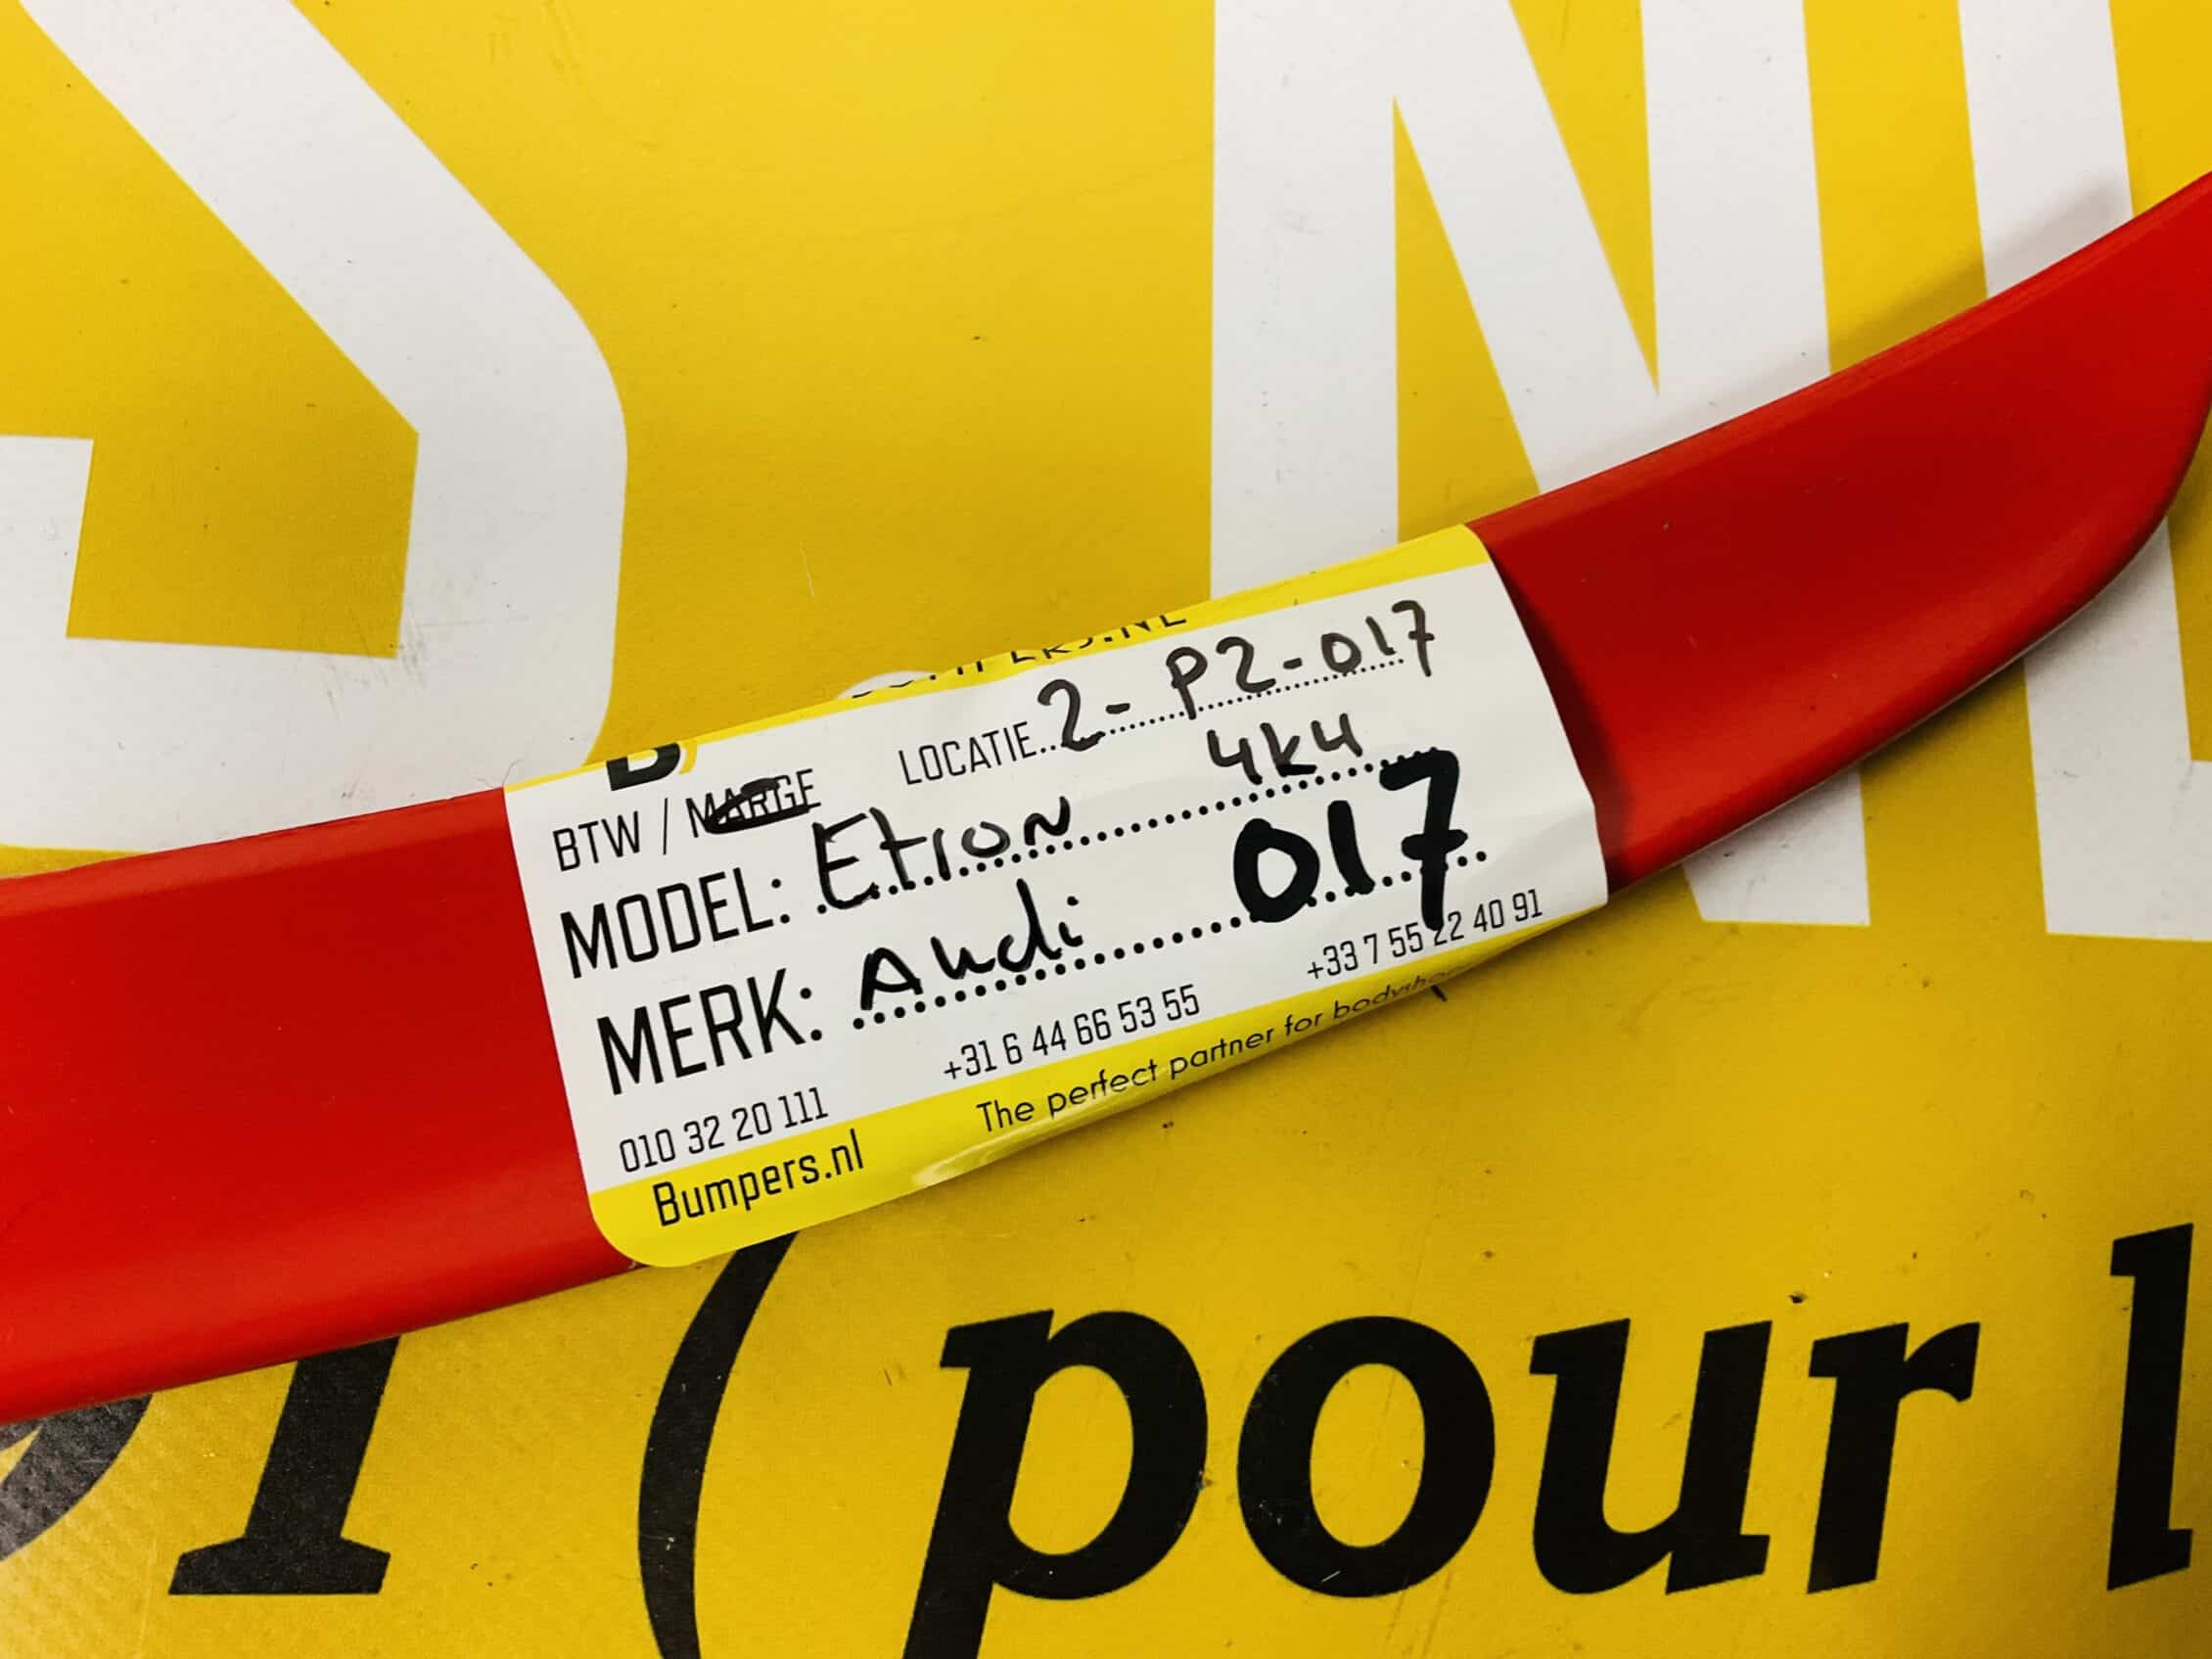 LOCATIE 2-P2-017
BTW / MARGE
4K4
MODEL: Etron
MERK: Audi 017
010 32 20 111 +31 6 44 66 53 55 +33 7 55 22 40 91
Bumpers.nl The perfect partner for
( pour l